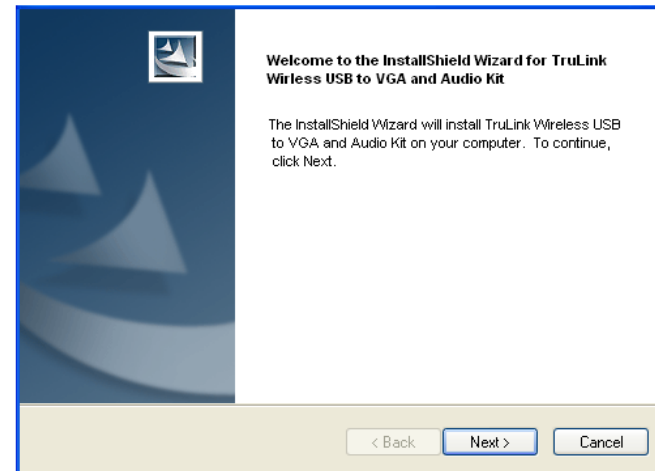 Welcome to the InstallShield Wizard for TruLink
Wirless USB to VGA and Audio Kit
The InstallShield Wizard will install TruLink Wireless USB
to VGA and Audio Kit on your computer. To continue,
click Next.
< Back Next > Cancel